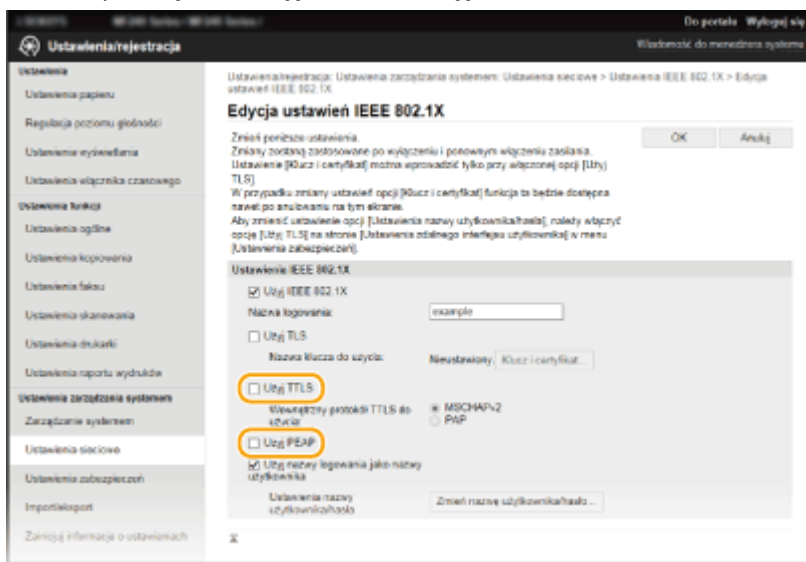 Do portalu Wyloguj się
Ustawienia/rejestracja
Wiadomość do menedżera systemu
Ustawienia
Ustawienia papieru
Regulacja poziomu głośności
Ustawienia wyświetlania
Ustawienia włącznika czasowego
Ustawienia funkcji
Ustawienia ogólne
Ustawienia kopiowania
Ustawienia faksu
Ustawienia skanowania
Ustawienia drukarki
Ustawienia raportu wydruków
Ustawienia zarządzania systemem
Zarządzanie systemem
Ustawienia sieciowe
Ustawienia zabezpieczeń
Import/eksport
Zainicjuj informacje o ustawieniach
Ustawienia/rejestracja: Ustawienia zarządzania systemem: Ustawienia sieciowe > Ustawienia IEEE 802.1X > Edycja
ustawień IEEE 802.1X
Edycja ustawień IEEE 802.1X
Zmień poniższe ustawienia.
OK Anuluj
Zmiany zostaną zastosowane po wyłączeniu i ponownym włączeniu zasilania.
Ustawienie [Klucz i certyfikat] można wprowadzić tylko przy włączonej opcji [Użyj
TLS].
W przypadku zmiany ustawień opcji [Klucz i certyfikat] funkcja ta będzie dostępna
nawet po anulowaniu na tym ekranie.
Aby zmienić ustawienie opcji [Ustawienia nazwy użytkownika/hasła], należy włączyć
opcję [Użyj TLS] na stronie [Ustawienia zdalnego interfejsu użytkownika] w menu
[Ustawienia zabezpieczeń].
Ustawienia IEEE 802.1X
Użyj IEEE 802.1X
Nazwa logowania: example
Użyj TLS
Nazwa klucza do użycia: Nieustawiony. Klucz i certyfikat...
Użyj TTLS
Wewnętrzny protokół TTLS do
użycia:
MSCHAPv2
PAP
Użyj PEAP
Użyj nazwy logowania jako nazwy
użytkownika
Ustawienia nazwy
użytkownika/hasła
Zmień nazwę użytkownika/hasło...